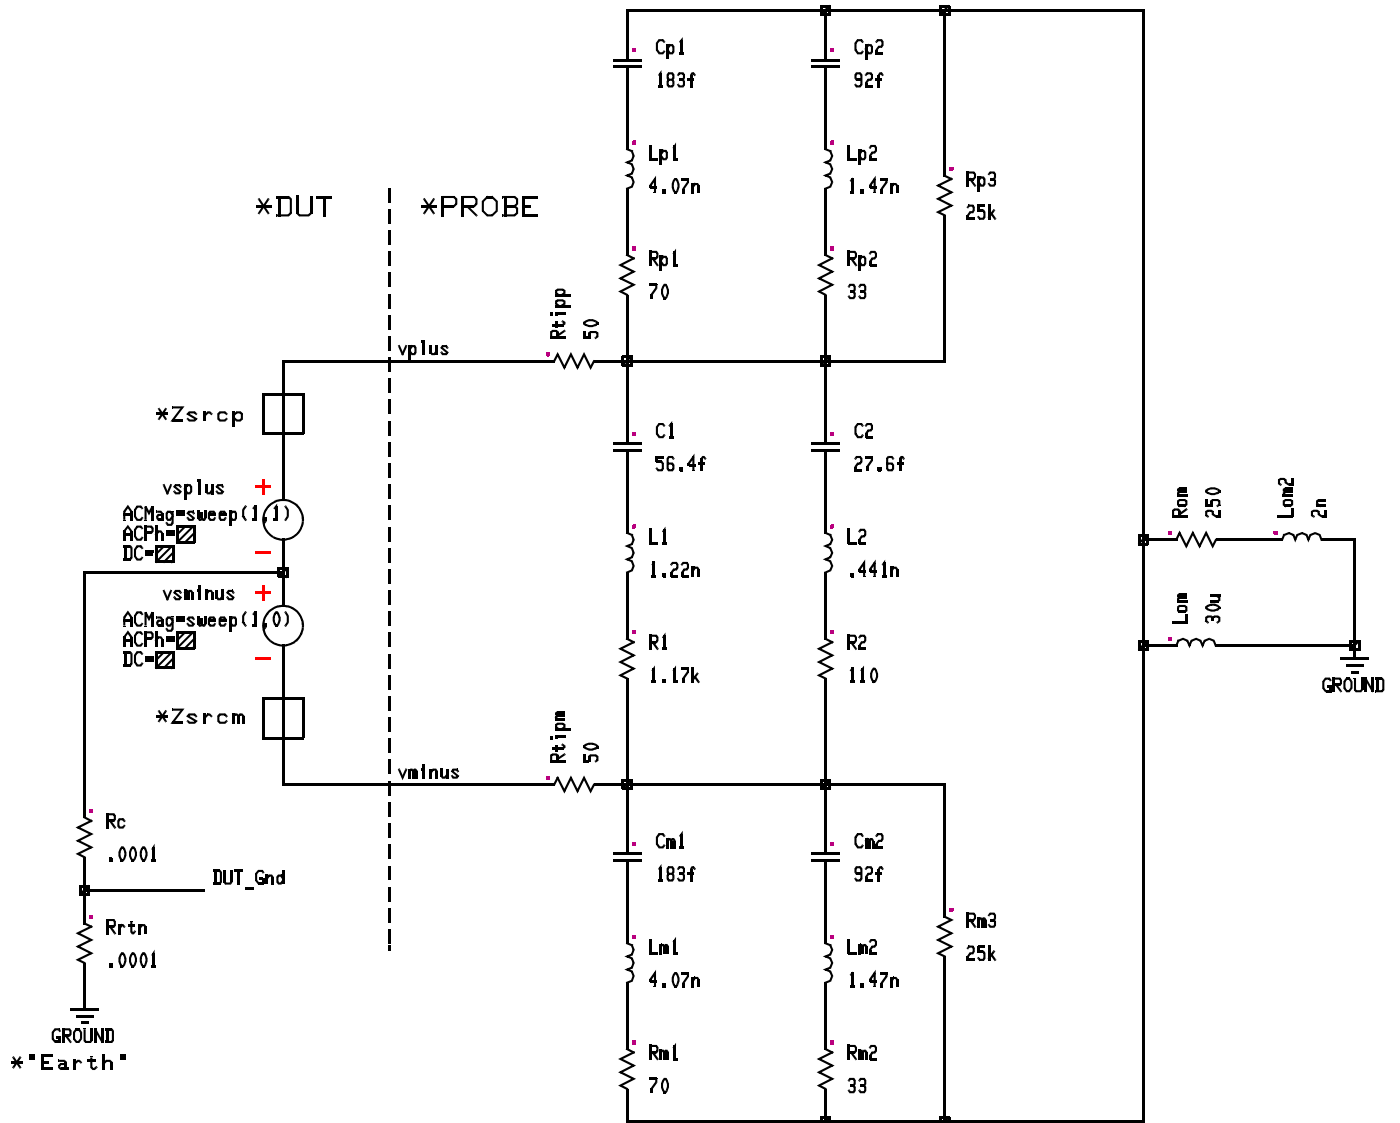 Cp1
183f
Cp2
92f
Lp1
4.07n
Lp2
1.47n
Rp3
25k
*DUT
*PROBE
Rp1
70
Rp2
33
Rtipp
50
vplus
*Zsrcp
C1
56.4f
C2
27.6f
vsplus
+
ACMag=sweep(1,1)
ACPh=
DC=
−
L1
1.22n
L2
.441n
Rom
250
Lom2
2n
vsminus
+
ACMag=sweep(1,0)
ACPh=
DC=
−
Lom
30u
R1
1.17k
R2
110
GROUND
*Zsrcm
Rtipm
50
vminus
Rc
.0001
Cm1
183f
Cm2
92f
DUT_Gnd
Rrtn
.0001
Lm1
4.07n
Lm2
1.47n
Rm3
25k
GROUND
*"Earth"
Rm1
70
Rm2
33